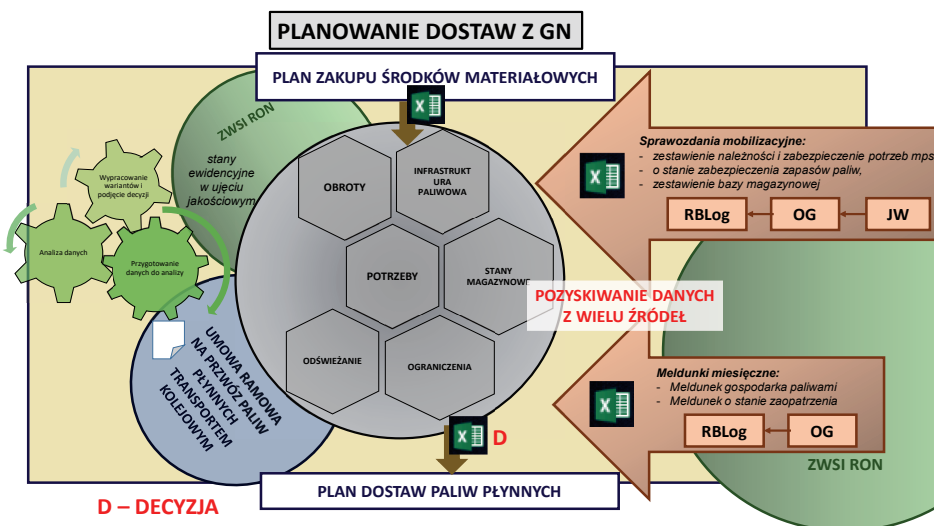 PLANOWANIE DOSTAW Z GN
PLAN ZAKUPU ŚRODKÓW MATERIAŁOWYCH
ZWSI RON
stany
ewidencyjne
w ujęciu
jakościowym
Wypracowanie
wariantów i
podjęcie decyzji
Analiza danych
Przygotowanie
danych do analizy
OBROTY
INFRASTRUKT
URA
PALIWOWA
POTRZEBY
STANY
MAGAZYNOWE
ODŚWIEŻANIE
OGRANICZENIA
Sprawozdania mobilizacyjne:
- zestawienie należności i zabezpieczenie potrzeb mps
- o stanie zabezpieczenia zapasów paliw,
- zestawienie bazy magazynowej
RBLog OG JW
POZYSKIWANIE DANYCH
Z WIELU ŹRÓDEŁ
UMOWA RAMOWA
NA PRZWÓZ PALIW
PŁYNNYCH
TRANSPORTEM
KOLEJOWYM
Meldunki miesięczne:
- Meldunek gospodarka paliwami
- Meldunek o stanie zaopatrzenia
RBLog OG
ZWSI RON
D
PLAN DOSTAW PALIW PŁYNNYCH
D – DECYZJA